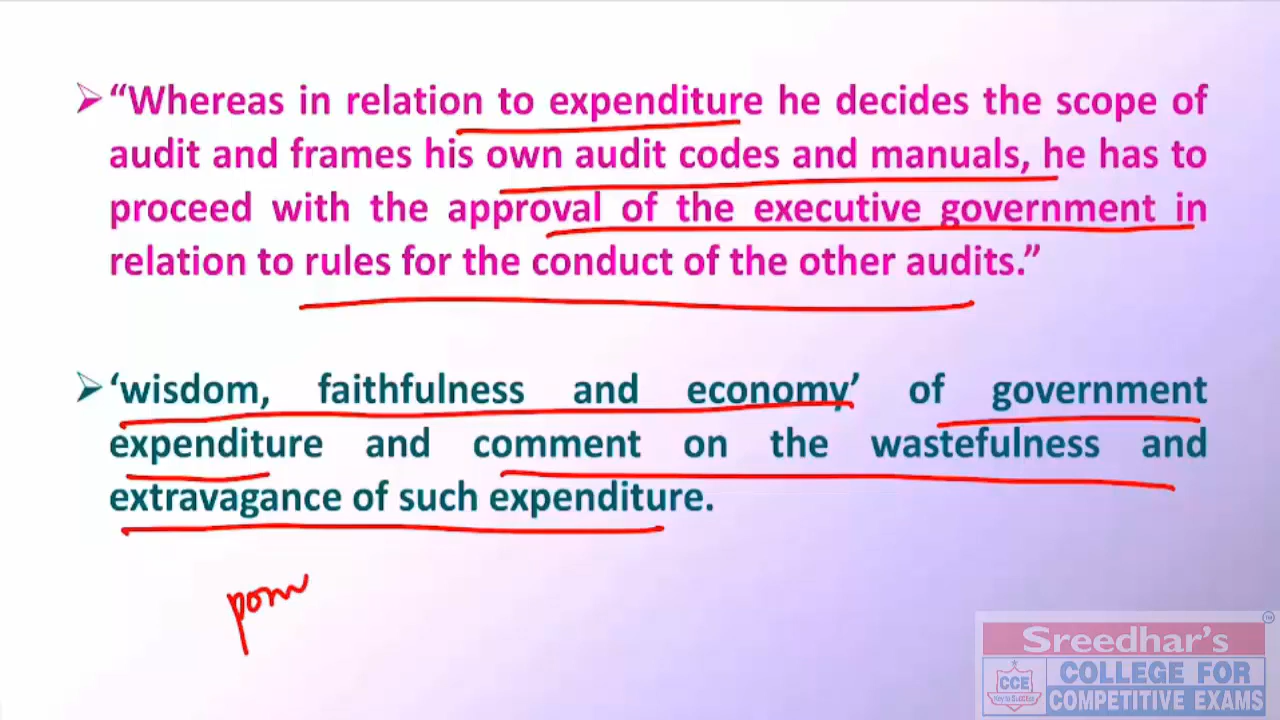 “Whereas in relation to expenditure he decides the scope of
audit and frames his own audit codes and manuals, he has to
proceed with the approval of the executive government in
relation to rules for the conduct of the other audits.”
‘wisdom, faithfulness and economy’ of government
expenditure and comment on the wastefulness and
extravagance of such expenditure.
Sreedhar's
CCE
COLLEGE FOR
COMPETITIVE EXAMS